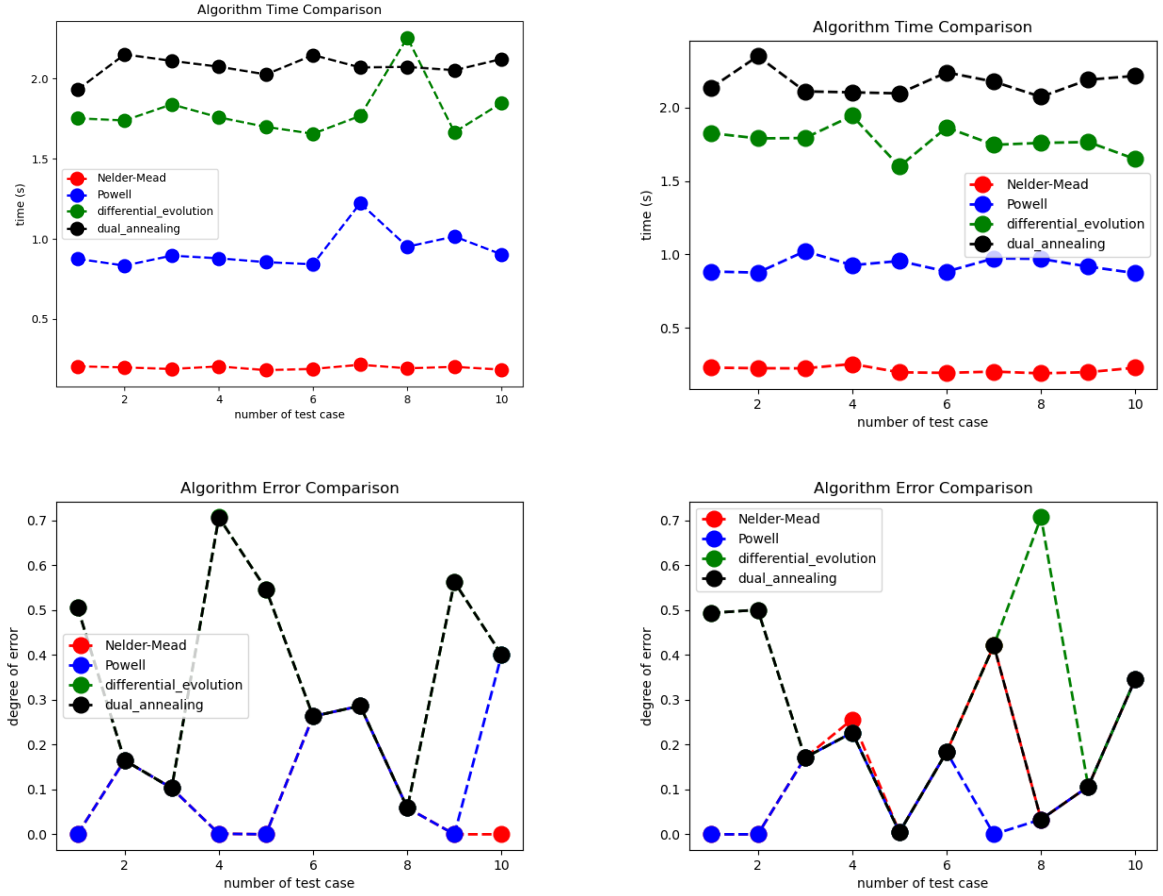 Algorithm Time Comparison
2.0
1.5
1.0
0.5
time (s)
Nelder-Mead
Powell
differential_evolution
dual_annealing
2 4 6 8 10
number of test case
Algorithm Time Comparison
2.0
1.5
1.0
0.5
time (s)
Nelder-Mead
Powell
differential_evolution
dual_annealing
2 4 6 8 10
number of test case
Algorithm Error Comparison
0.7
0.6
0.5
0.4
0.3
0.2
0.1
0.0
degree of error
Nelder-Mead
Powell
differential_evolution
dual_annealing
2 4 6 8 10
number of test case
Algorithm Error Comparison
0.7
0.6
0.5
0.4
0.3
0.2
0.1
0.0
degree of error
Nelder-Mead
Powell
differential_evolution
dual_annealing
2 4 6 8 10
number of test case